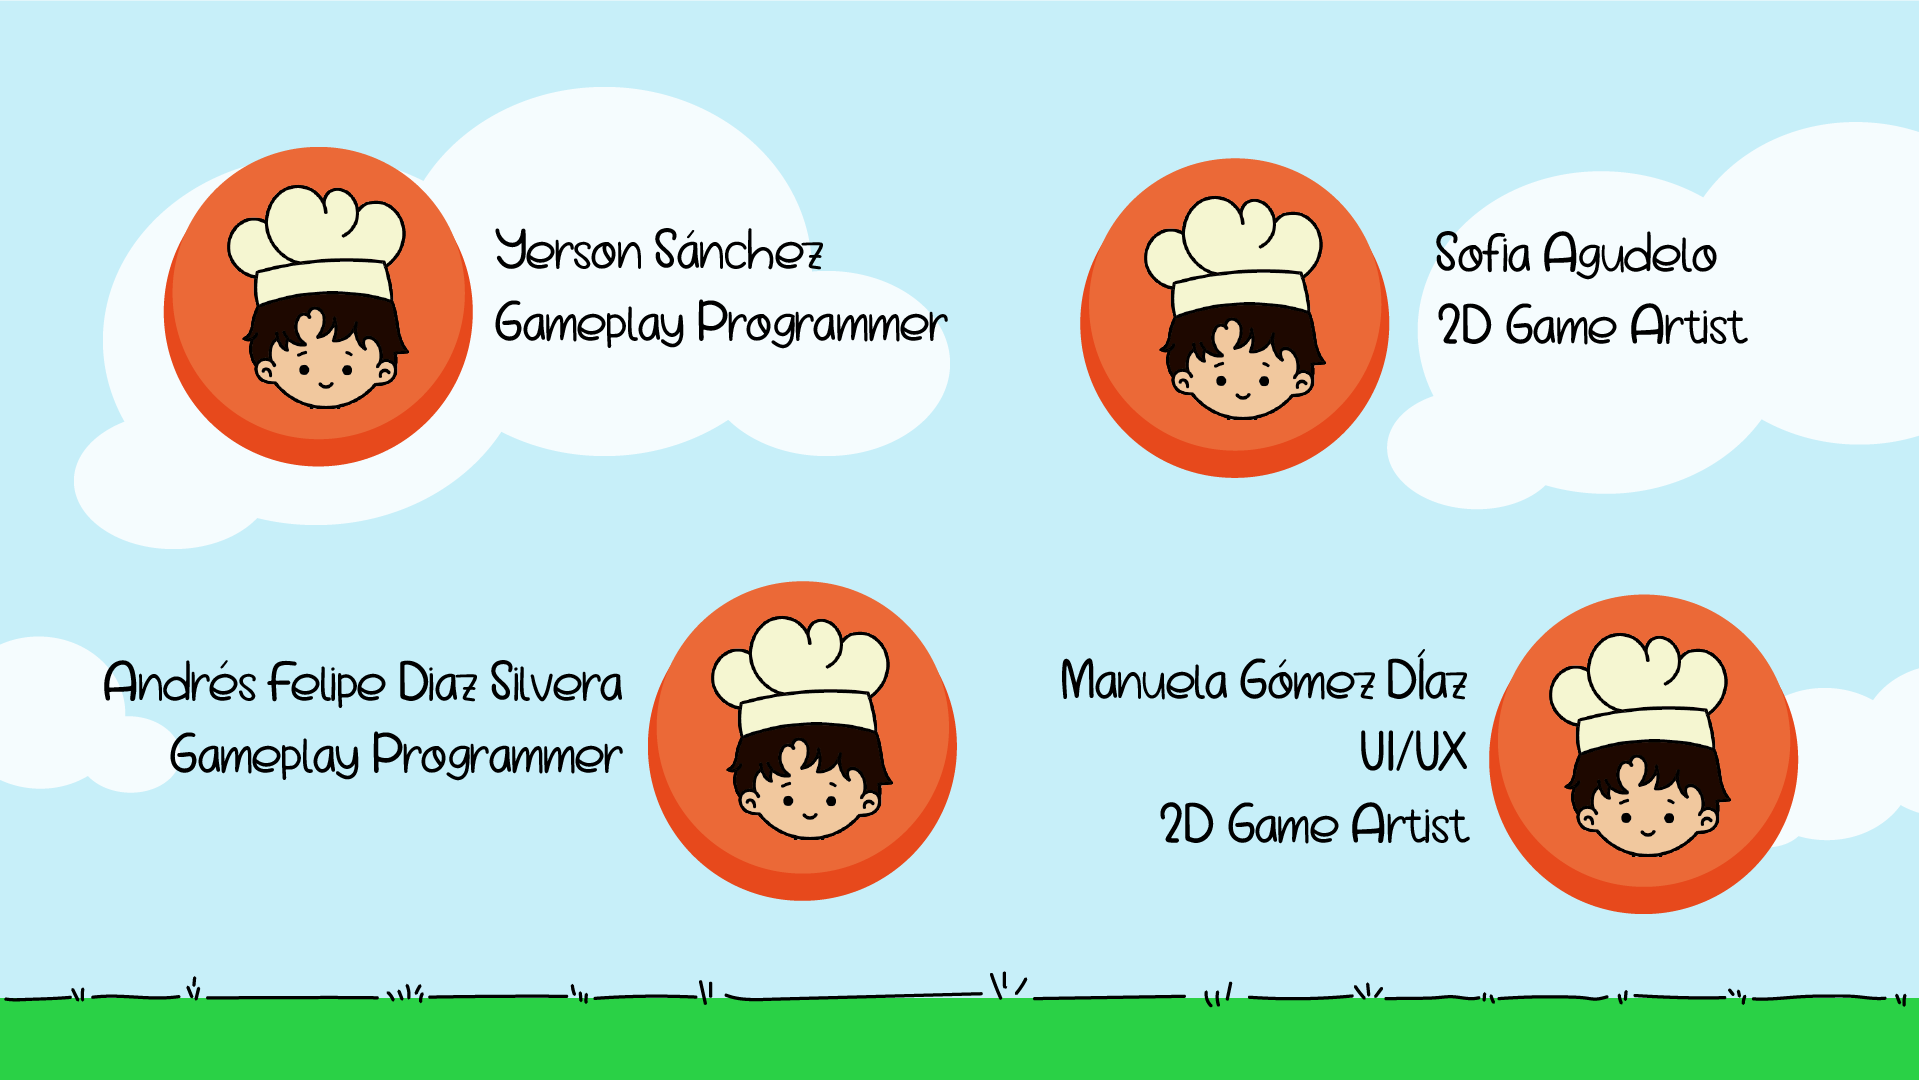 Yerson Sánchez
Gameplay Programmer
Sofia Agudelo
2D Game Artist
Andrés Felipe Diaz Silvera
Gameplay Programmer
Manuela Gómez DÍaz
UI/UX
2D Game Artist